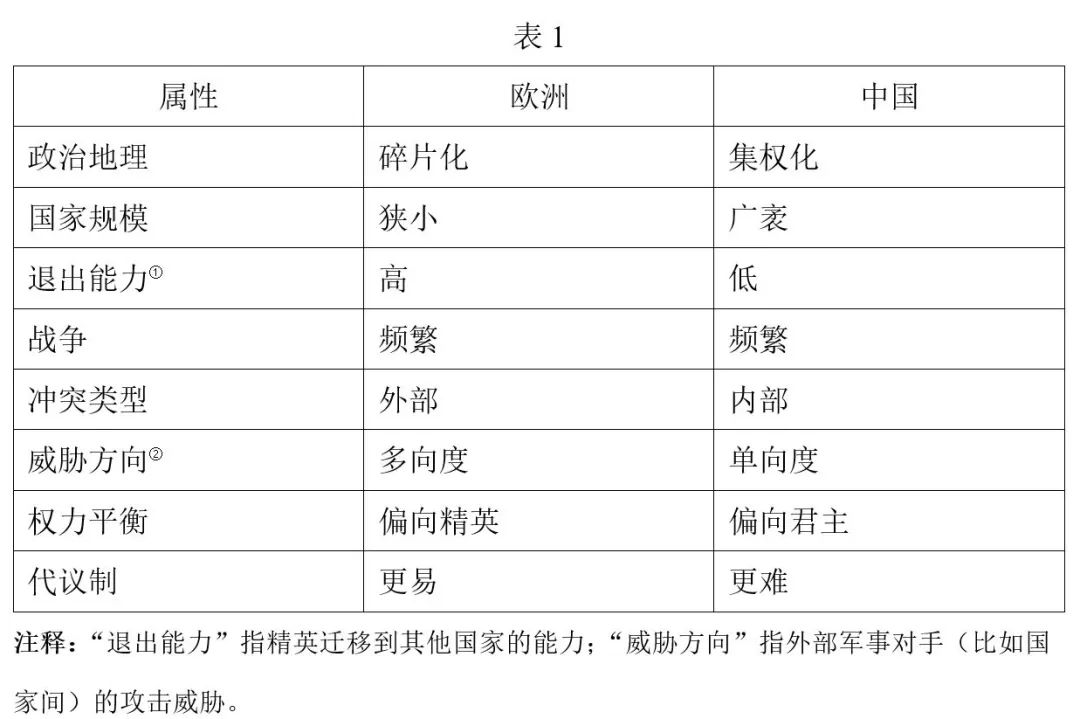 表 1
属性 欧洲 中国
政治地理 碎片化 集权化
国家规模 狭小 广袤
退出能力① 高 低
战争 频繁 频繁
冲突类型 外部 内部
威胁方向② 多向度 单向度
权力平衡 偏向精英 偏向君主
代议制 更易 更难
注释：“退出能力”指精英迁移到其他国家的能力；“威胁方向”指外部军事对手（比如国
家间）的攻击威胁。